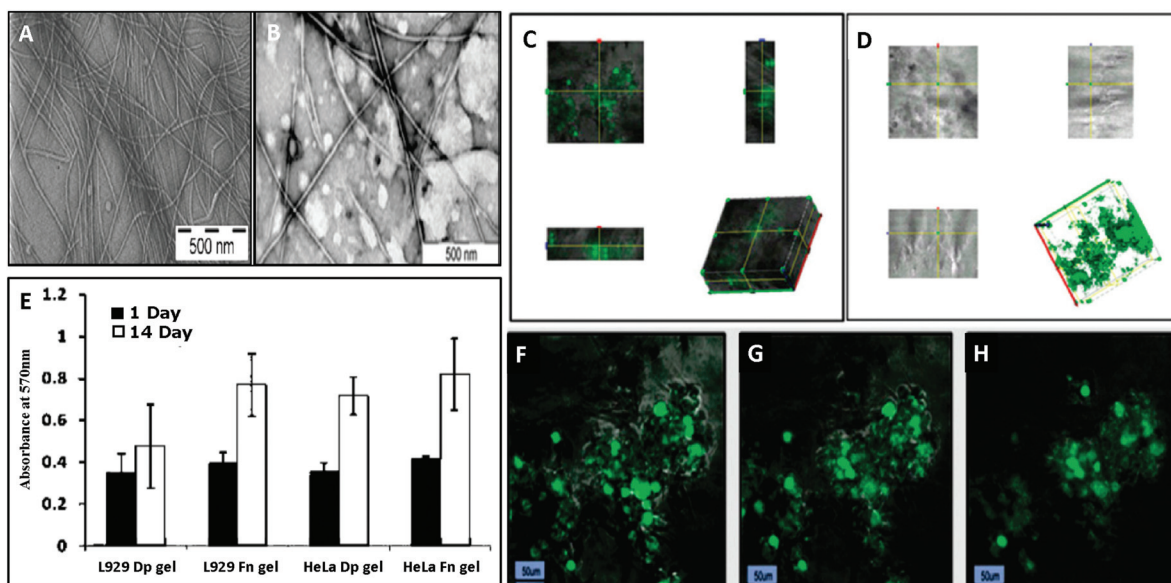 A
500 nm
B
500 nm
C
D
E
1.2
1
0.8
0.6
0.4
0.2
0
Absorbance at 570nm
1 Day
14 Day
L929 Dp gel
L929 Fn gel
HeLa Dp gel
HeLa Fn gel
F
50um
G
50um
H
50um